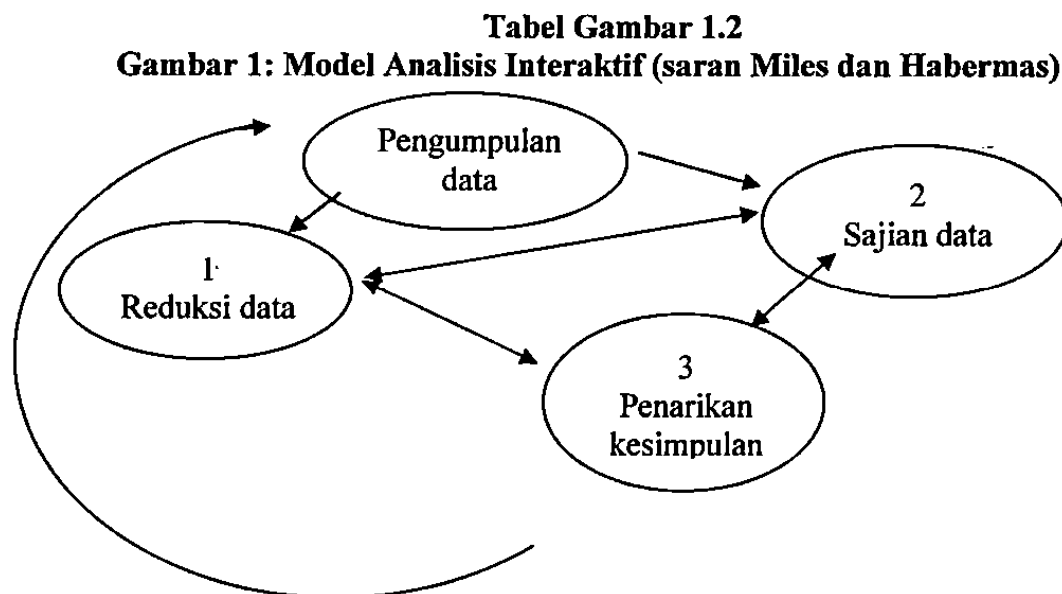 Tabel Gambar 1.2
Gambar 1: Model Analisis Interaktif (saran Miles dan Habermas)
Pengumpulan
data
2
Sajian data
1
Reduksi data
3
Penarikan
kesimpulan